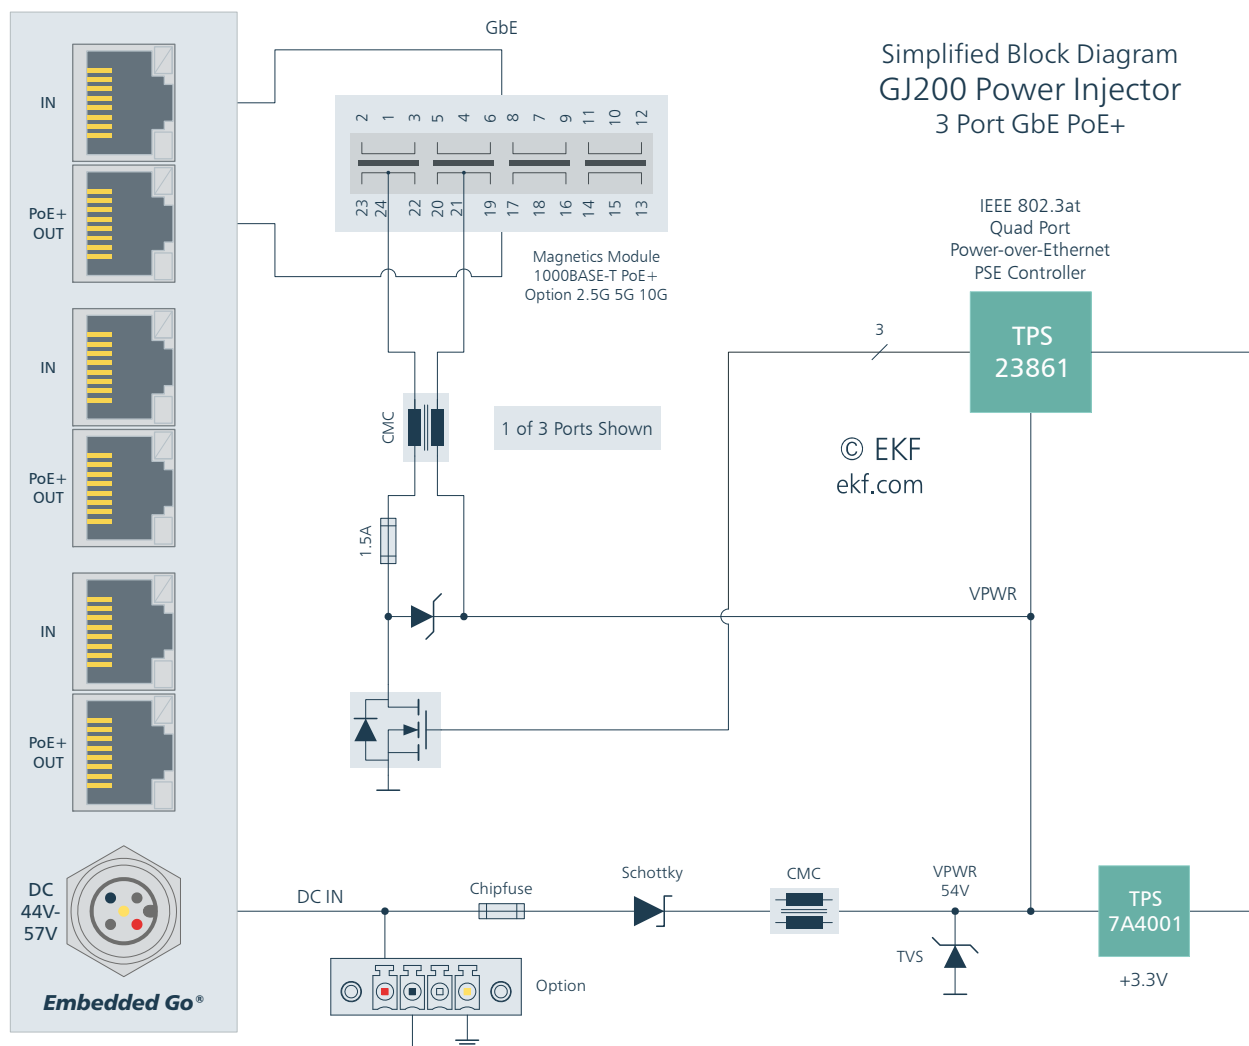 GbE
Simplified Block Diagram
GJ200 Power Injector
3 Port GbE PoE+
IN
2 1 3 5 4 6 8 7 9 11 10 12
23 24 22 20 21 19 17 18 16 14 15 13
PoE+
OUT
Magnetics Module
1000BASE-T PoE+
Option 2.5G 5G 10G
IEEE 802.3at
Quad Port
Power-over-Ethernet
PSE Controller
3
TPS
23861
IN
CMC
1 of 3 Ports Shown
© EKF
ekf.com
PoE+
OUT
1.5A
VPWR
IN
PoE+
OUT
DC
44V-
57V
DC IN
Chipfuse
Schottky
CMC
VPWR
54V
TVS
TPS
7A4001
+3.3V
Option
Embedded Go®